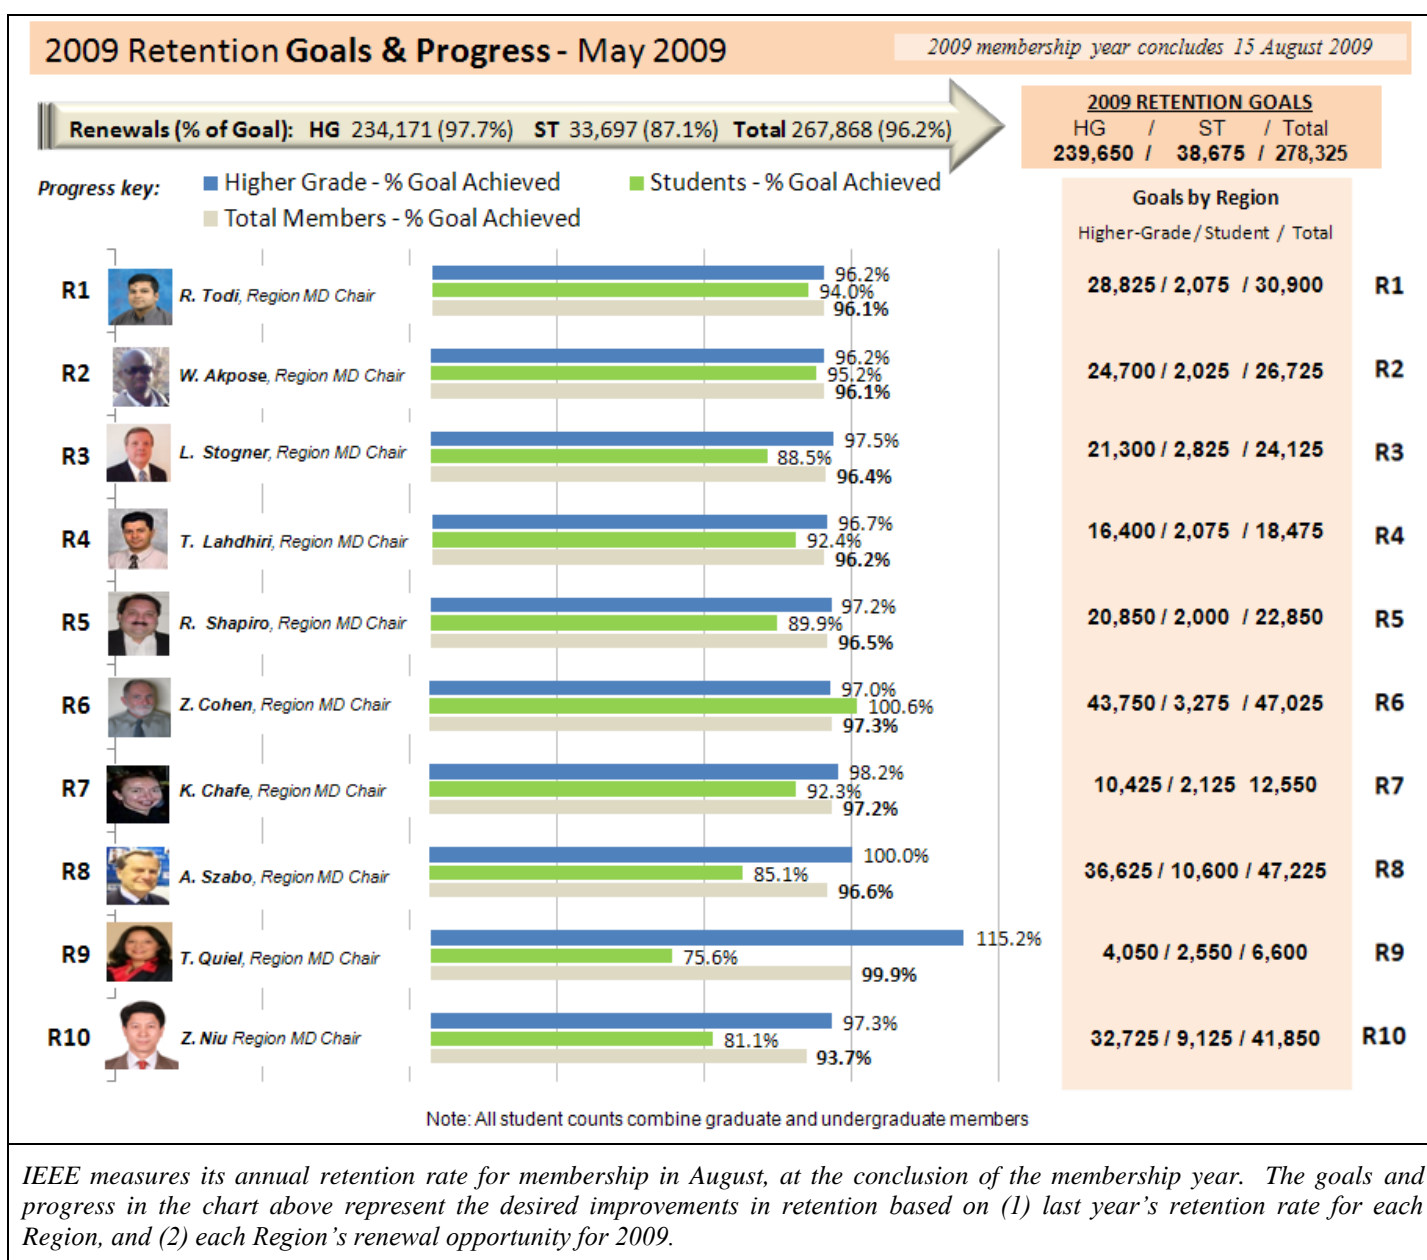 2009 Retention Goals & Progress - May 2009
2009 membership year concludes 15 August 2009
Renewals (% of Goal): HG 234,171 (97.7%) ST 33,697 (87.1%) Total 267,868 (96.2%)
2009 RETENTION GOALS
HG / ST / Total
239,650 / 38,675 / 278,325
Progress key:
Higher Grade - % Goal Achieved
Students - % Goal Achieved
Total Members - % Goal Achieved
Goals by Region
Higher-Grade / Student / Total
R1
R. Todi, Region MD Chair
96.2%
94.0%
96.1%
28,825 / 2,075 / 30,900
R1
R2
W. Akpose, Region MD Chair
96.2%
95.2%
96.1%
24,700 / 2,025 / 26,725
R2
R3
L. Stogner, Region MD Chair
97.5%
88.5%
96.4%
21,300 / 2,825 / 24,125
R3
R4
T. Lahdhiri, Region MD Chair
96.7%
92.4%
96.2%
16,400 / 2,075 / 18,475
R4
R5
R. Shapiro, Region MD Chair
97.2%
89.9%
96.5%
20,850 / 2,000 / 22,850
R5
R6
Z. Cohen, Region MD Chair
97.0%
100.6%
97.3%
43,750 / 3,275 / 47,025
R6
R7
K. Chafe, Region MD Chair
98.2%
92.3%
97.2%
10,425 / 2,125 12,550
R7
R8
A. Szabo, Region MD Chair
100.0%
85.1%
96.6%
36,625 / 10,600 / 47,225
R8
R9
T. Quiel, Region MD Chair
115.2%
75.6%
99.9%
4,050 / 2,550 / 6,600
R9
R10
Z. Niu Region MD Chair
97.3%
81.1%
93.7%
32,725 / 9,125 / 41,850
R10
Note: All student counts combine graduate and undergraduate members
IEEE measures its annual retention rate for membership in August, at the conclusion of the membership year. The goals and
progress in the chart above represent the desired improvements in retention based on (1) last year's retention rate for each
Region, and (2) each Region's renewal opportunity for 2009.